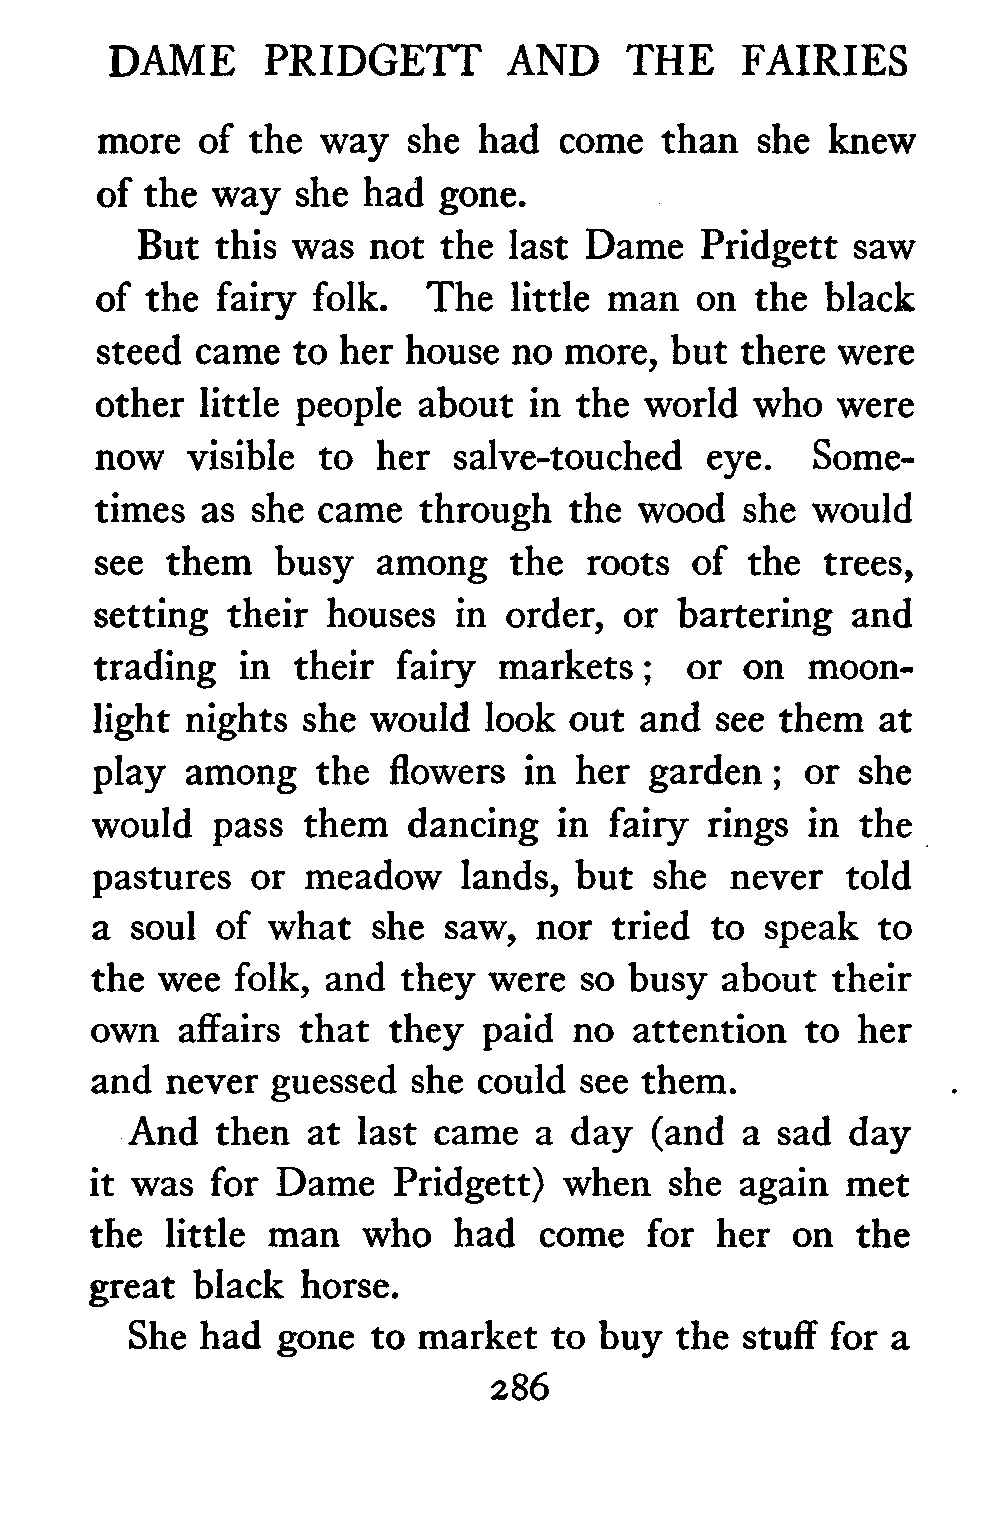 DAME PRIDGETT AND THE FAIRIES
more of the way she had come than she knew
of the way she had gone.
But this was not the last Dame Pridgett saw
of the fairy folk. The little man on the black
steed came to her house no more, but there were
other little people about in the world who were
now visible to her salve-touched eye. Some-
times as she came through the wood she would
see them busy among the roots of the trees,
setting their houses in order, or bartering and
trading in their fairy markets ; or on moon-
light nights she would look out and see them at
play among the flowers in her garden ; or she
would pass them dancing in fairy rings in the
pastures or meadow lands, but she never told
a soul of what she saw, nor tried to speak to
the wee folk, and they were so busy about their
own affairs that they paid no attention to her
and never guessed she could see them.
And then at last came a day (and a sad day
it was for Dame Pridgett) when she again met
the little man who had come for her on the
great black horse.
She had gone to market to buy the stuff for a
286